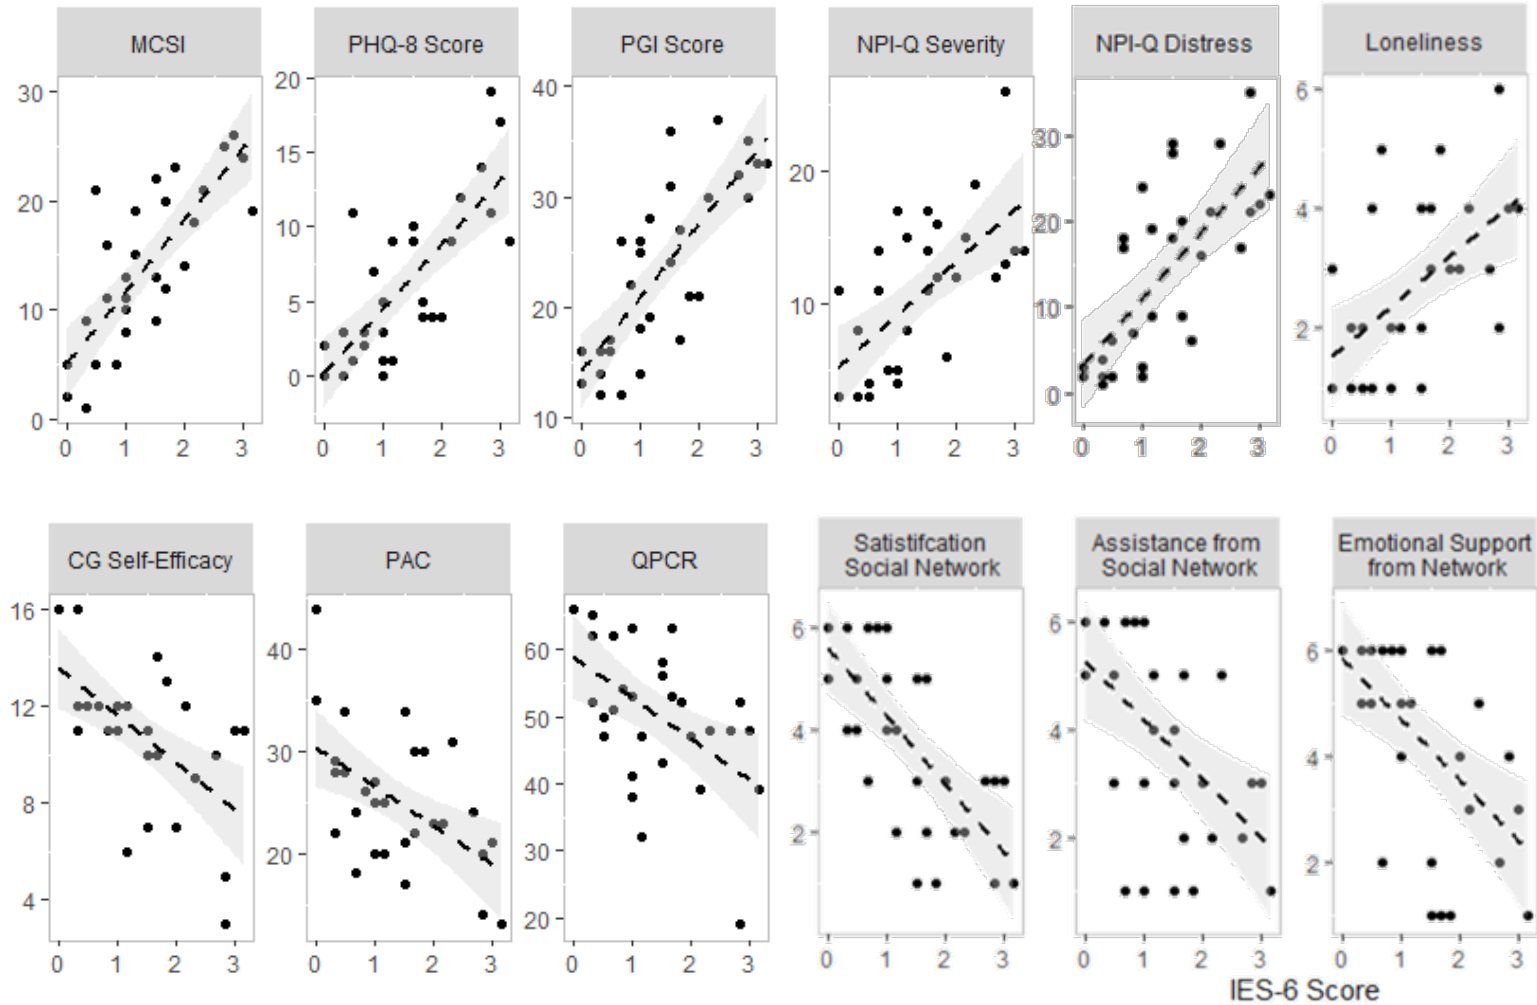 MCSI
PHQ-8 Score
PGI Score
NPI-Q Severity
NPI-Q Distress
Loneliness
30
20
10
0
0 1 2 3
20
15
10
5
0
0 1 2 3
40
30
20
10
0 1 2 3
20
10
0 1 2 3
30
20
10
0
0 1 2 3
6
4
2
0 1 2 3
CG Self-Efficacy
PAC
QPCR
Satistifcation
Social Network
Assistance from
Social Network
Emotional Support
from Network
16
12
8
4
0 1 2 3
40
30
20
0 1 2 3
60
50
40
30
20
0 1 2 3
6
4
2
0 1 2 3
6
4
2
0 1 2 3
6
4
2
0 1 2 3
IES-6 Score